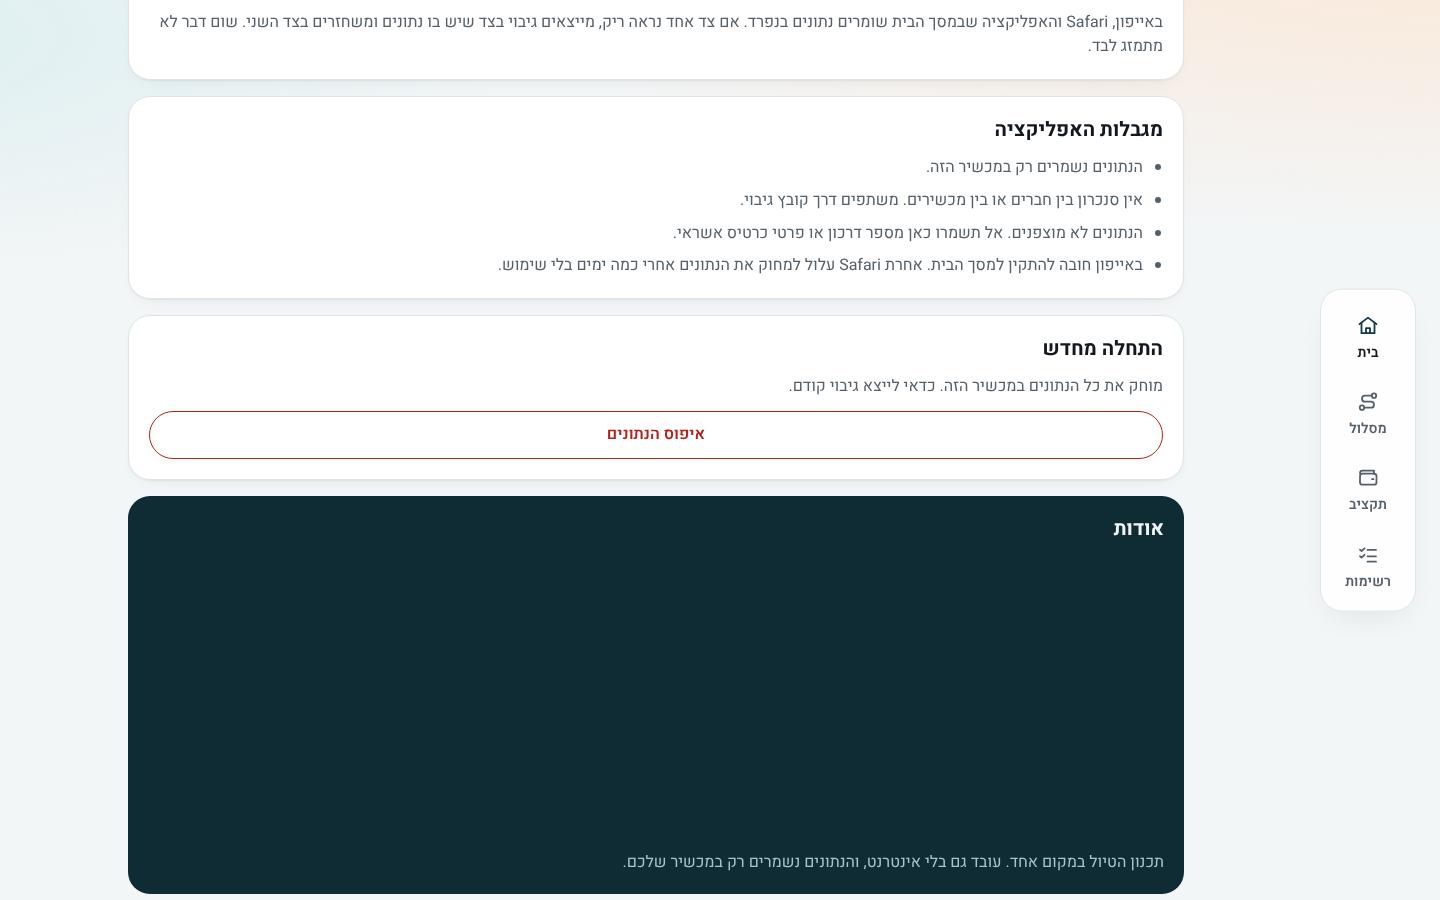 באייפון, Safari והאפליקציה שבמסך הבית שומרים נתונים בנפרד. אם צד אחד נראה ריק, מייצאים גיבוי בצד שיש בו נתונים ומשחזרים בצד השני. שום דבר לא
מתמזג לבד.
מגבלות האפליקציה
הנתונים נשמרים רק במכשיר הזה.
אין סנכרון בין חברים או בין מכשירים. משתפים דרך קובץ גיבוי.
הנתונים לא מוצפנים. אל תשמרו כאן מספר דרכון או פרטי כרטיס אשראי.
באייפון חובה להתקין למסך הבית. אחרת Safari עלול למחוק את הנתונים אחרי כמה ימים בלי שימוש.
התחלה מחדש
מוחק את כל הנתונים במכשיר הזה. כדאי לייצא גיבוי קודם.
איפוס הנתונים
אודות
תכנון הטיול במקום אחד. עובד גם בלי אינטרנט, והנתונים נשמרים רק במכשיר שלכם.
בית
מסלול
תקציב
רשימות